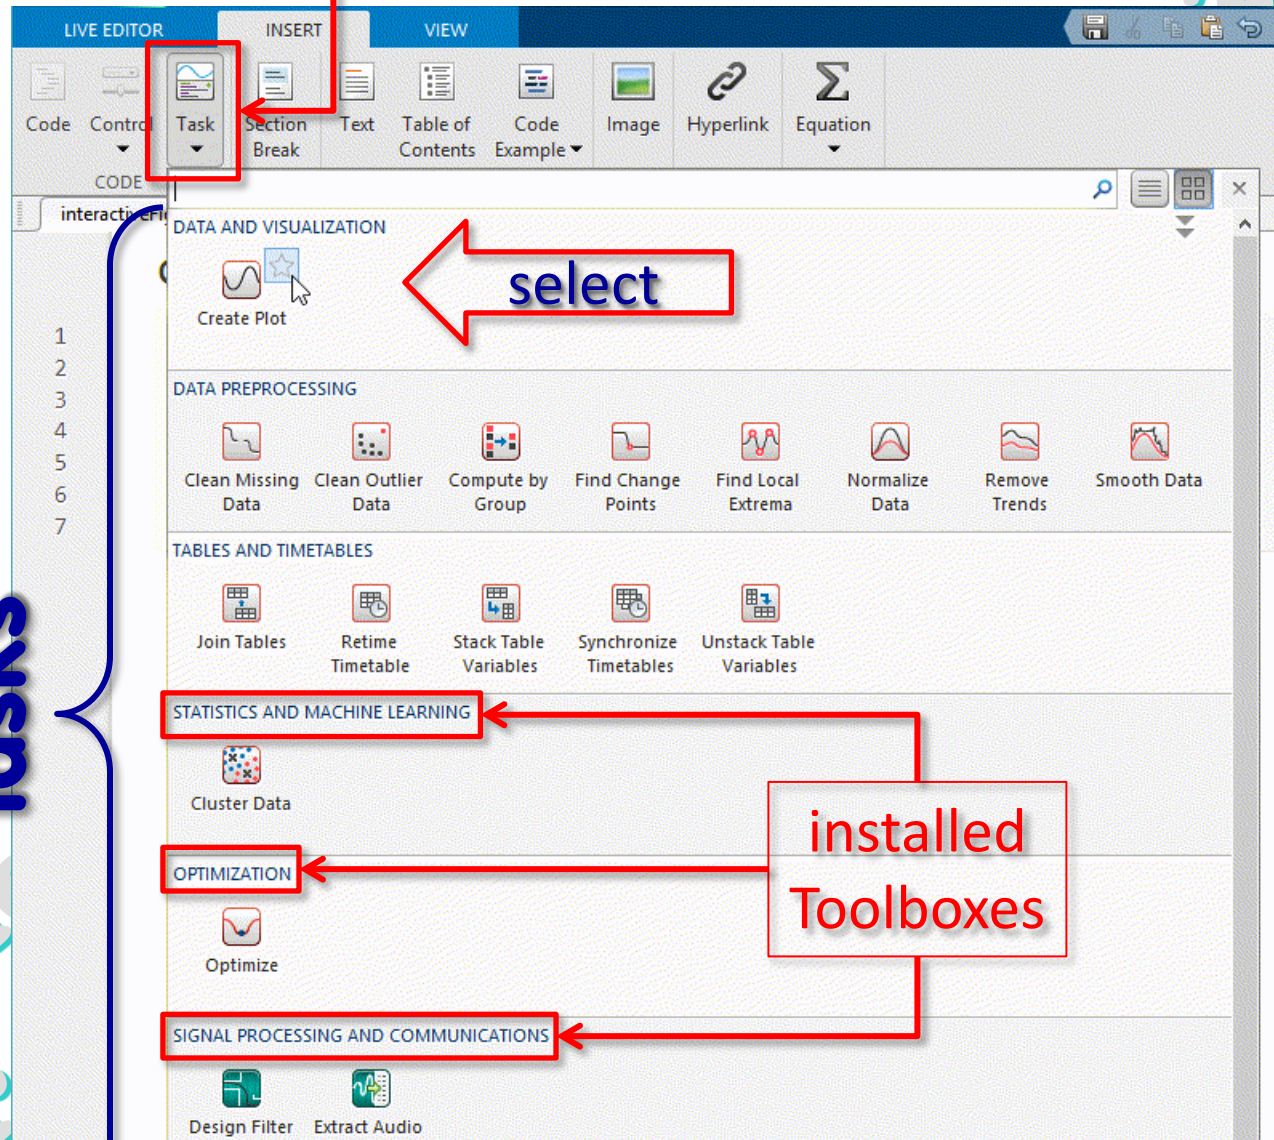 LIVE EDITOR INSERT VIEW
Code Control Task Section Break Text Table of Contents Code Example Image Hyperlink Equation
CODE
DATA AND VISUALIZATION
select
Create Plot
1
2
3
4
5
6
7
DATA PREPROCESSING
Clean Missing Data
Clean Outlier Data
Compute by Group
Find Change Points
Find Local Extrema
Normalize Data
Remove Trends
Smooth Data
TABLES AND TIMETABLES
Join Tables
Retime Timetable
Stack Table Variables
Synchronize Timetables
Unstack Table Variables
STATISTICS AND MACHINE LEARNING
Cluster Data
installed
Toolboxes
OPTIMIZATION
Optimize
SIGNAL PROCESSING AND COMMUNICATIONS
Design Filter
Extract Audio